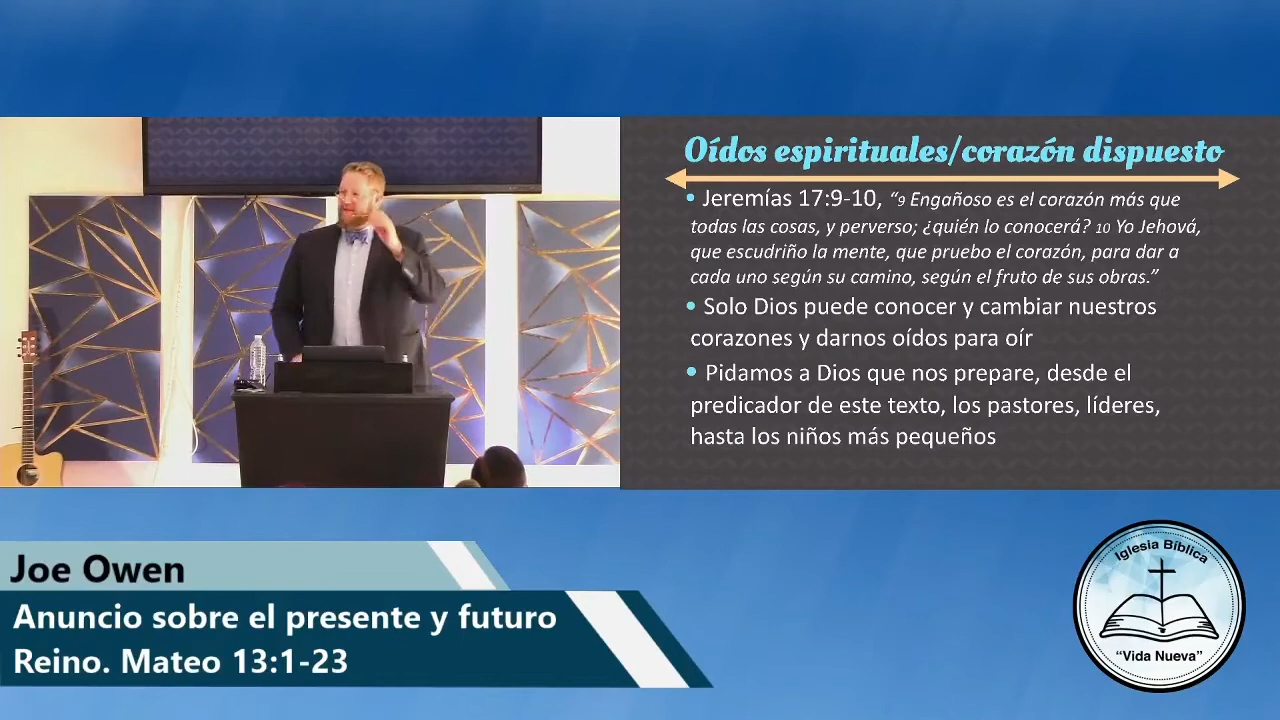 Oídos espirituales/corazón dispuesto
• Jeremías 17:9-10, “9 Engañoso es el corazón más que
todas las cosas, y perverso; ¿quién lo conocerá? 10 Yo Jehová,
que escudriño la mente, que pruebo el corazón, para dar a
cada uno según su camino, según el fruto de sus obras.”
• Solo Dios puede conocer y cambiar nuestros
corazones y darnos oídos para oír
• Pidamos a Dios que nos prepare, desde el
predicador de este texto, los pastores, líderes,
hasta los niños más pequeños
Joe Owen
Anuncio sobre el presente y futuro
Reino. Mateo 13:1-23
Iglesia Bíblica
“Vida Nueva”